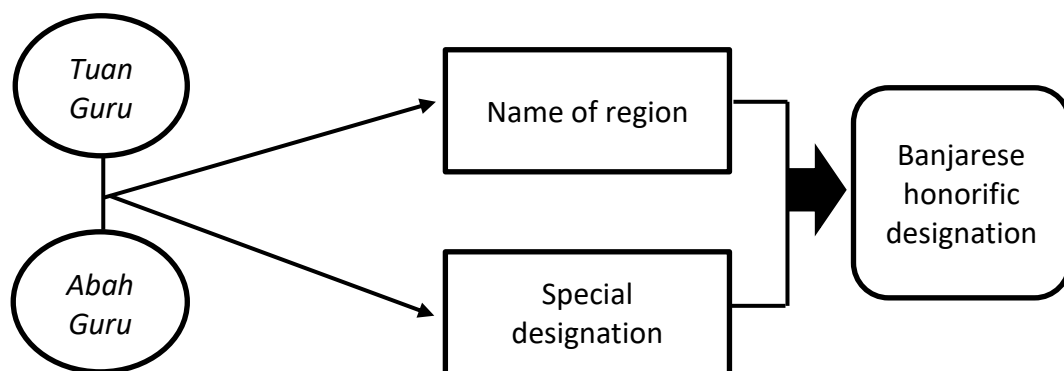 Tuan
Guru
Name of region
Banjarese
honorific
designation
Abah
Guru
Special
designation